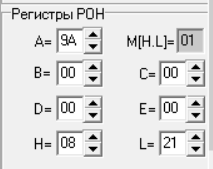 Регистры РОН
A= 9A M[H.L]= 01
B= 00 C= 00
D= 00 E= 00
H= 08 L= 21